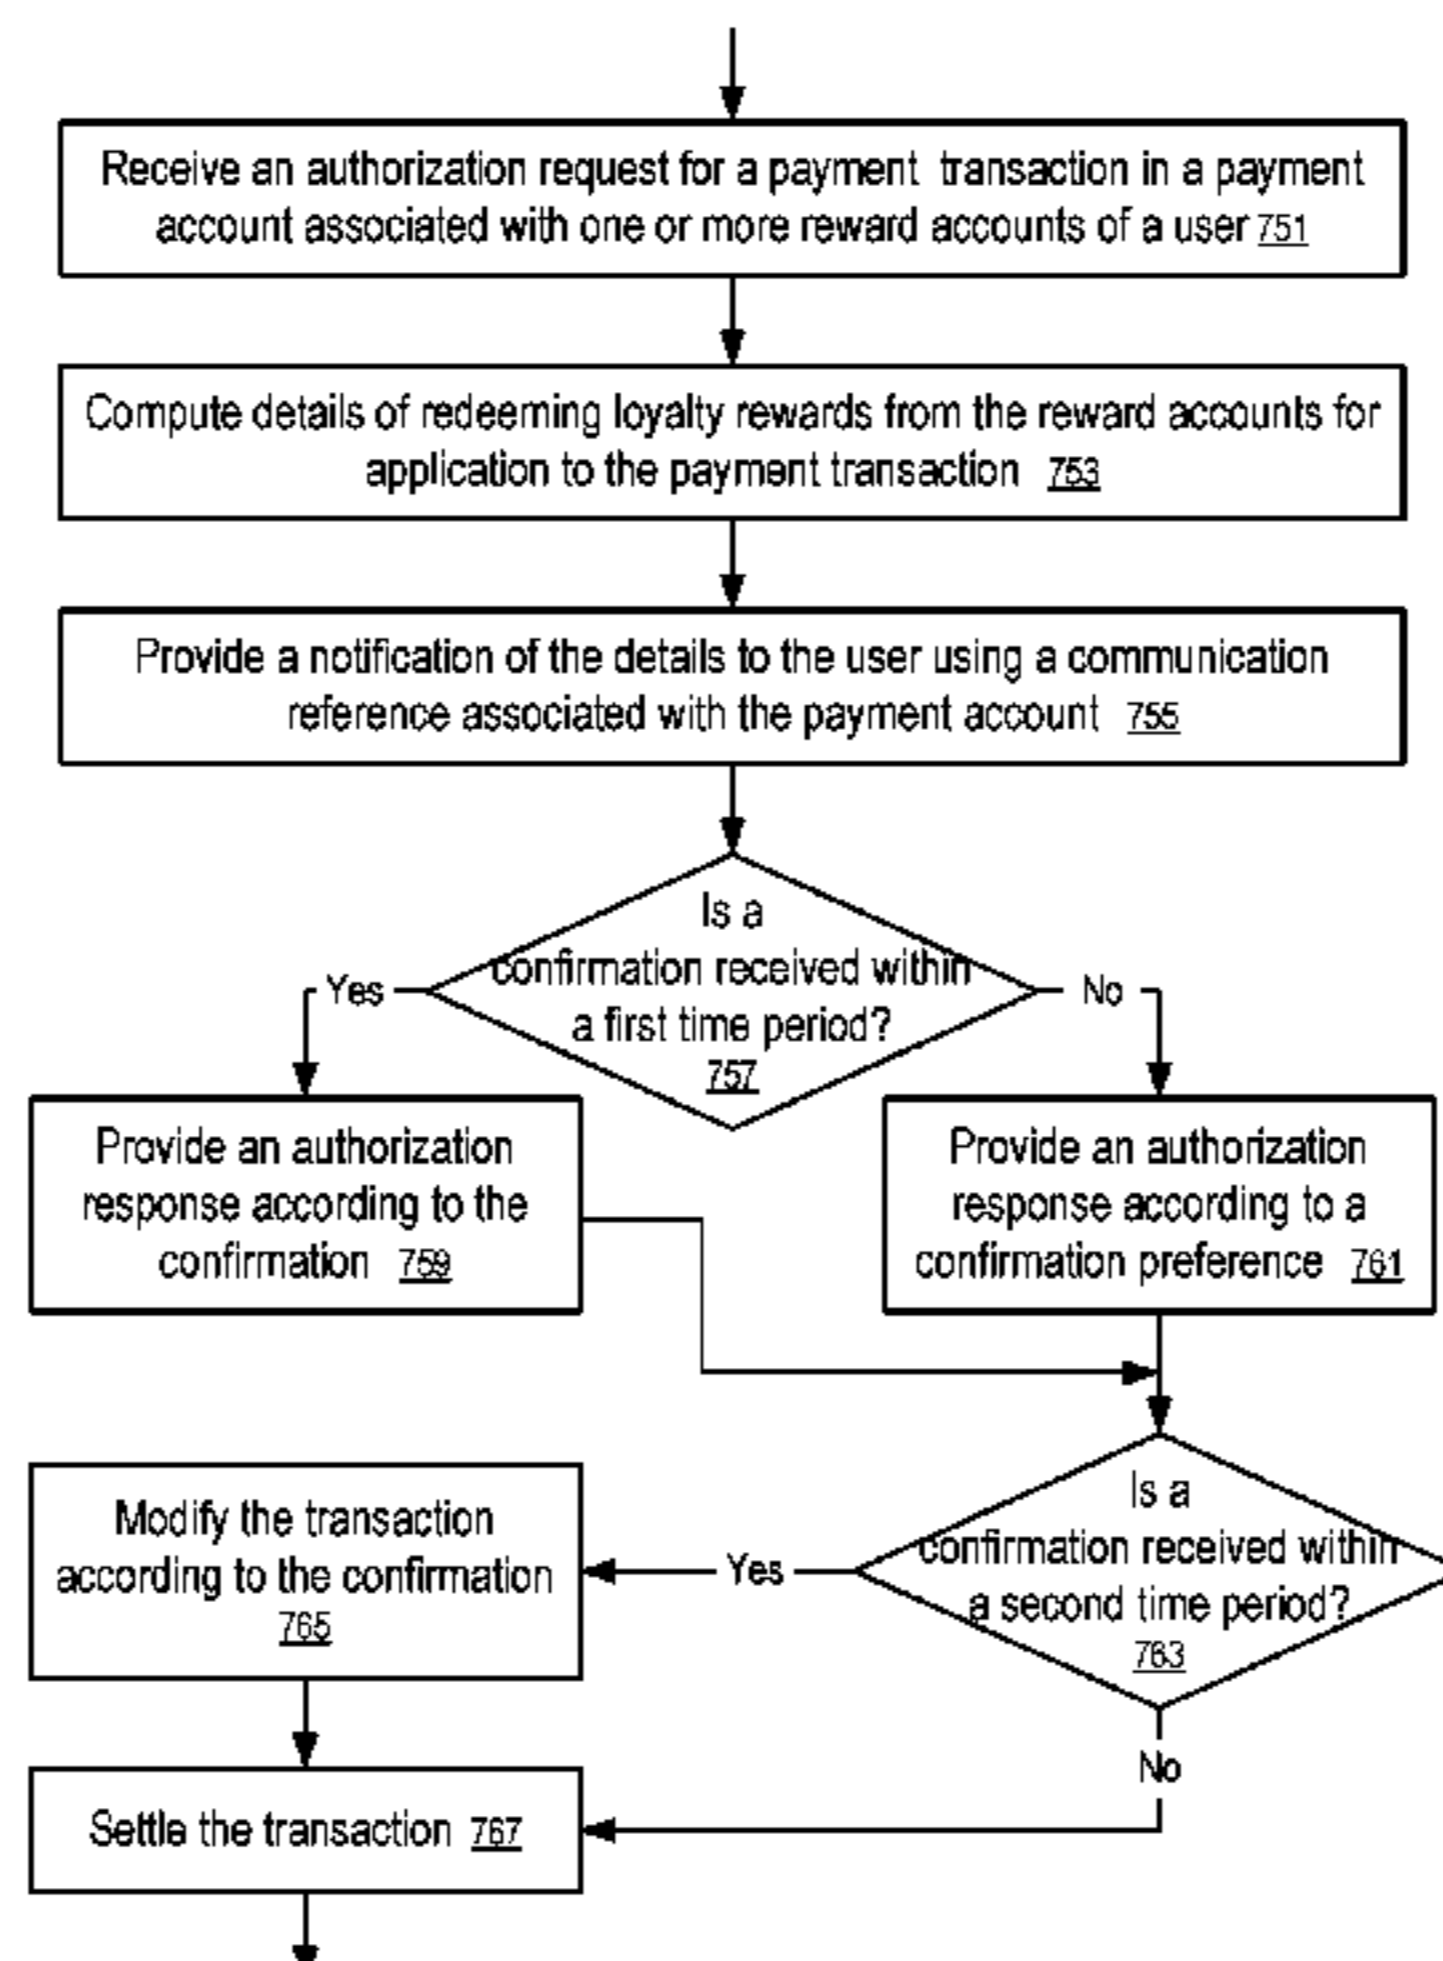 Receive an authorization request for a payment transaction in a payment
account associated with one or more reward accounts of a user 751
Compute details of redeeming loyalty rewards from the reward accounts for
application to the payment transaction 753
Provide a notification of the details to the user using a communication
reference associated with the payment account 755
Is a
confirmation received within
a first time period?
757
Yes
No
Provide an authorization
response according to the
confirmation 759
Provide an authorization
response according to a
confirmation preference 761
Is a
confirmation received within
a second time period?
763
Yes
Modify the transaction
according to the confirmation
765
No
Settle the transaction 767